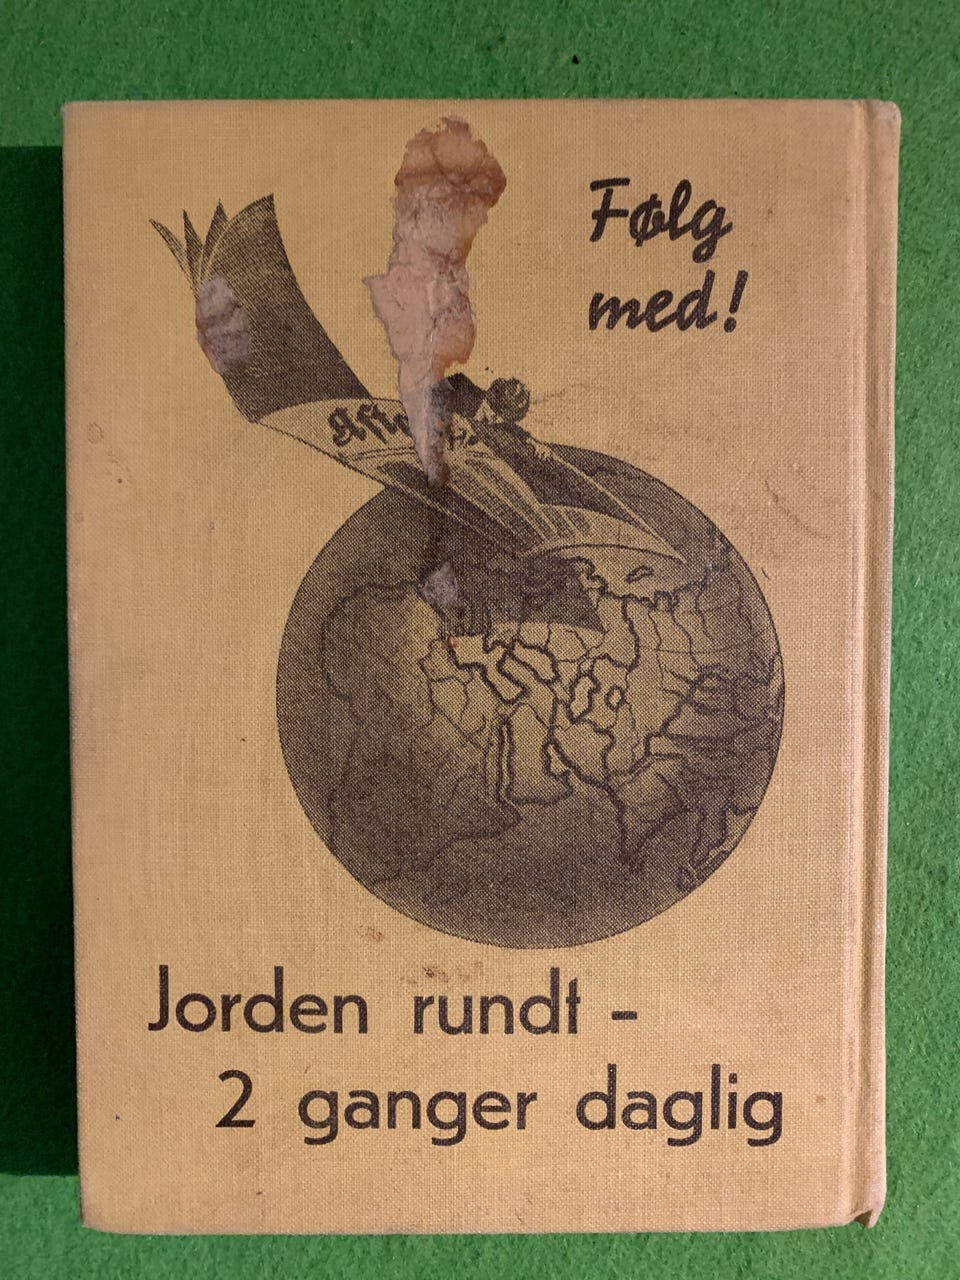 Følg
med!
Jorden rundt -
2 ganger daglig